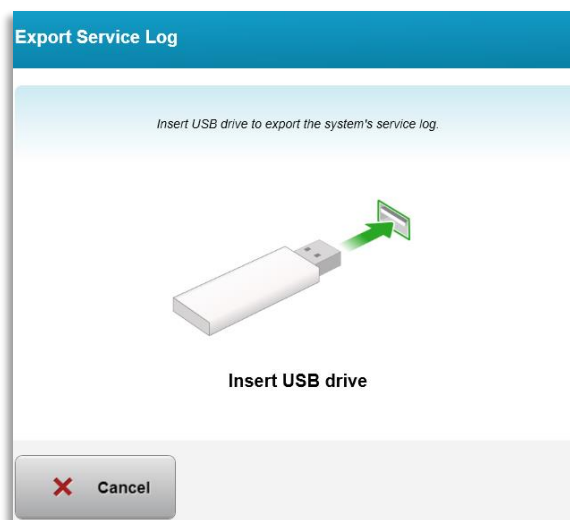 Export Service Log
Insert USB drive to export the system's service log.
Insert USB drive
Cancel